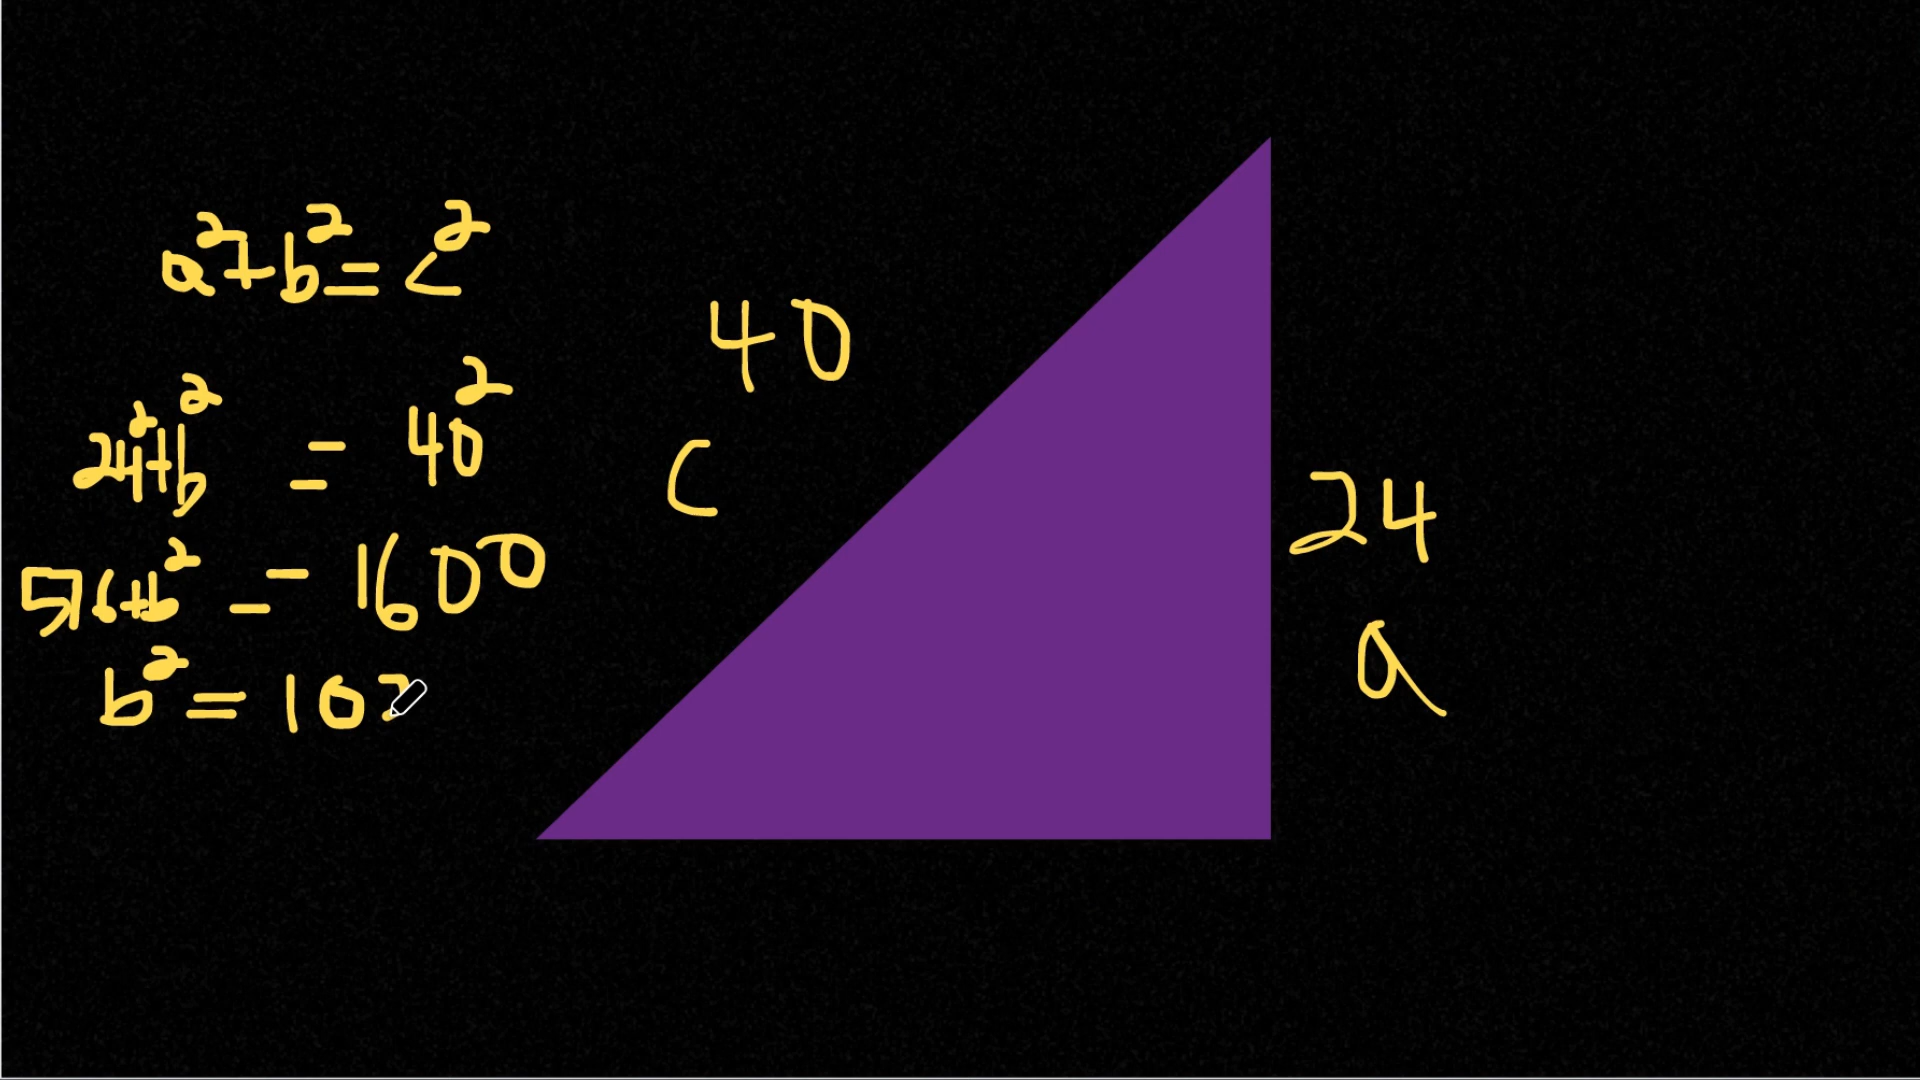 a²+b²=c²
40
24²+b² = 40²
c
24
576+b² = 1600
a
b² = 102